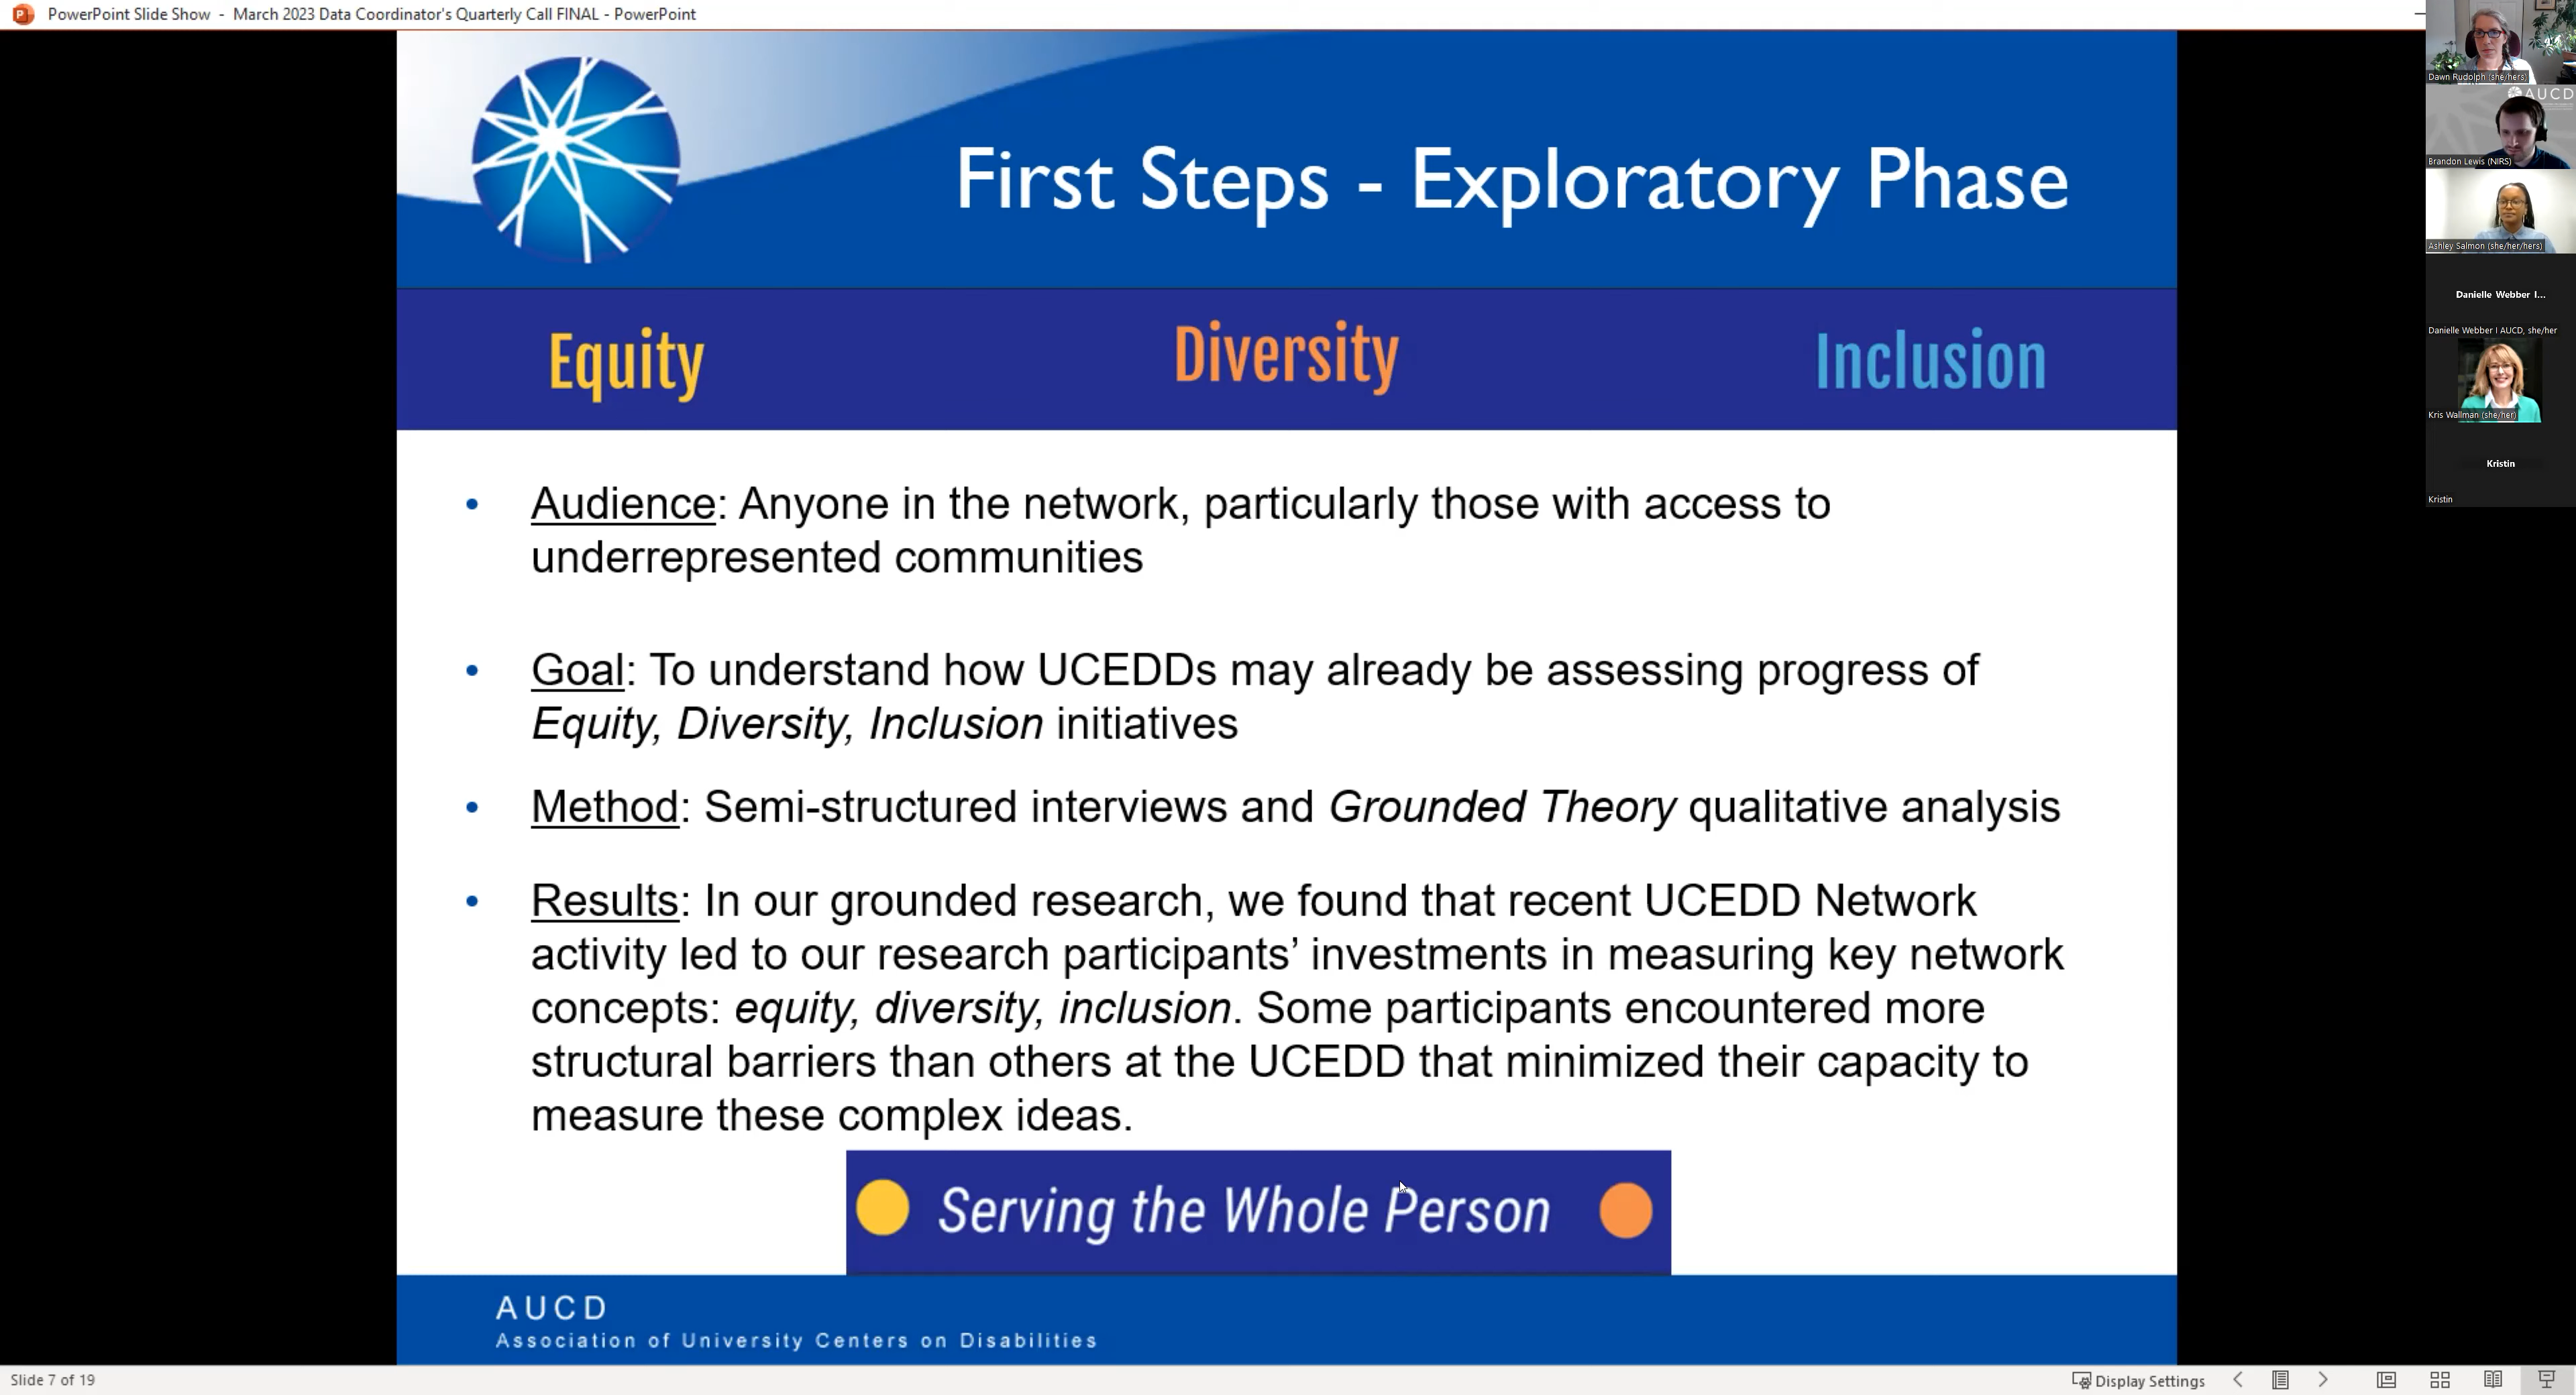 PowerPoint Slide Show - March 2023 Data Coordinator's Quarterly Call FINAL - PowerPoint
First Steps - Exploratory Phase
Equity
Diversity
Inclusion
• Audience: Anyone in the network, particularly those with access to
underrepresented communities
• Goal: To understand how UCEDDs may already be assessing progress of
Equity, Diversity, Inclusion initiatives
• Method: Semi-structured interviews and Grounded Theory qualitative analysis
• Results: In our grounded research, we found that recent UCEDD Network
activity led to our research participants’ investments in measuring key network
concepts: equity, diversity, inclusion. Some participants encountered more
structural barriers than others at the UCEDD that minimized their capacity to
measure these complex ideas.
Serving the Whole Person
AUCD
Association of University Centers on Disabilities
Slide 7 of 19
Display Settings
Dawn Rudolph (she/hers)
AUCD
Brandon Lewis (NIRS)
Ashley Salmon (she/her/hers)
Danielle Webber I...
Danielle Webber I AUCD, she/her
Kris Wallman (she/her)
Kristin
Kristin